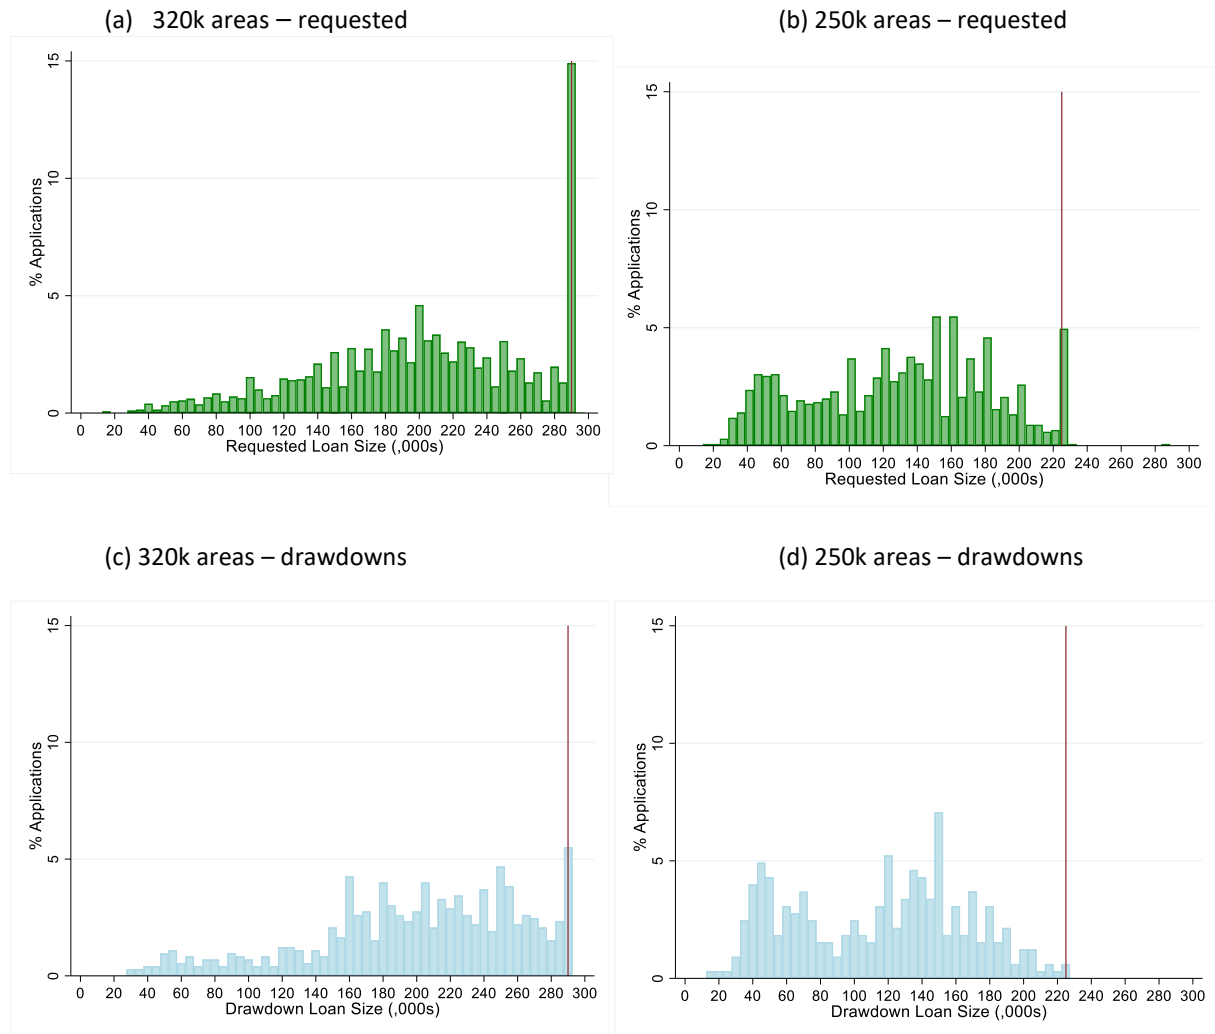 (a) 320k areas – requested
15
10
5
0
% Applications
0 20 40 60 80 100 120 140 160 180 200 220 240 260 280 300
Requested Loan Size (,000s)
(b) 250k areas – requested
15
10
5
0
% Applications
0 20 40 60 80 100 120 140 160 180 200 220 240 260 280 300
Requested Loan Size (,000s)
(c) 320k areas – drawdowns
15
10
5
0
% Applications
0 20 40 60 80 100 120 140 160 180 200 220 240 260 280 300
Drawdown Loan Size (,000s)
(d) 250k areas – drawdowns
15
10
5
0
% Applications
0 20 40 60 80 100 120 140 160 180 200 220 240 260 280 300
Drawdown Loan Size (,000s)